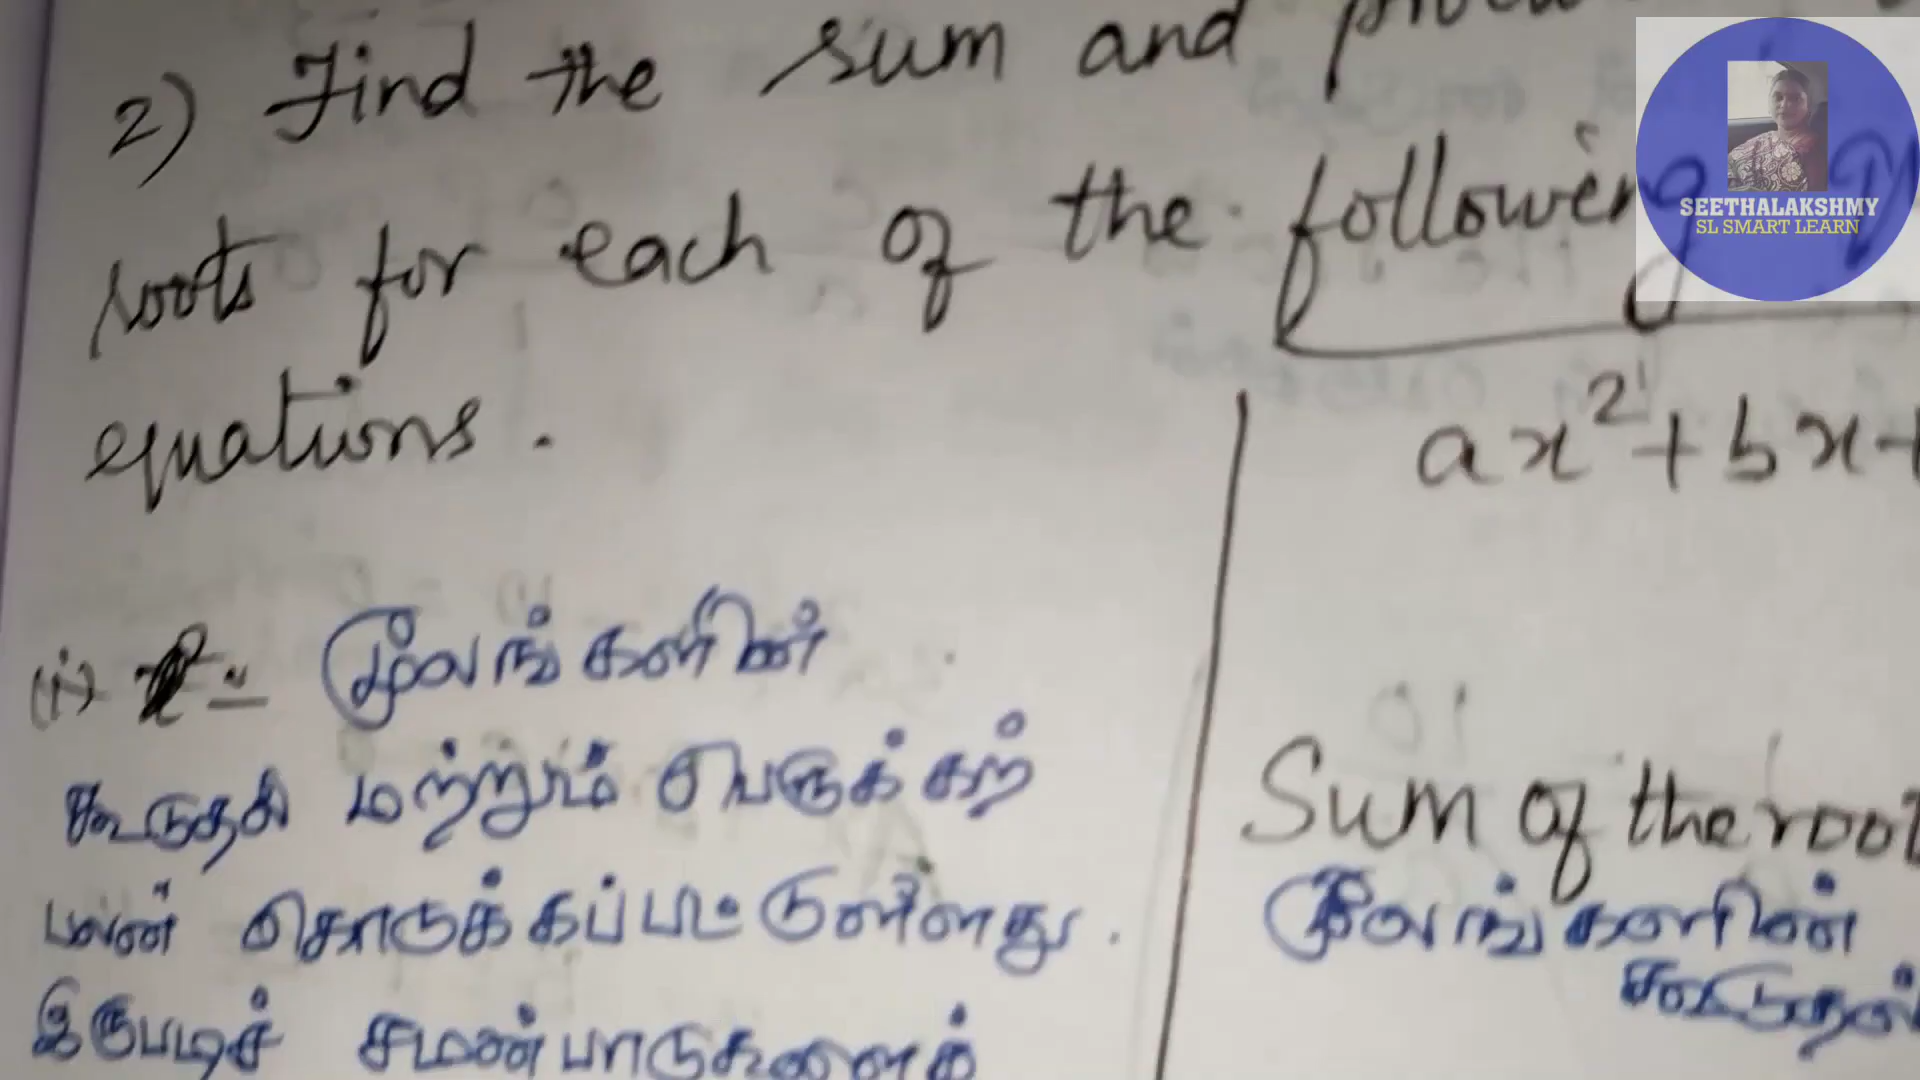 2) Find the sum and
roots for each of the following
equations.
ax²+bx+
(i) மூலங்களின்
கூடுதல் மற்றும் பெருக்கற்
பலன் கொடுக்கப்பட்டுள்ளது.
இருபடிச் சமன்பாடுகளைக்
Sum of the root
மூலங்களின்
கூடுதல்
SEETHALAKSHMY
SL SMART LEARN